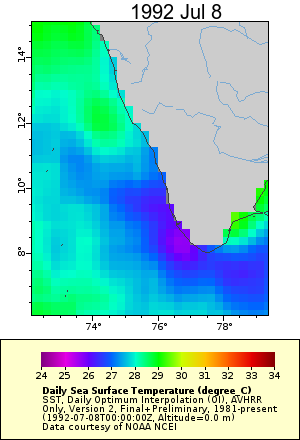 1992 Jul 8
14°
12°
10°
8°
74° 76° 78°
24 25 26 27 28 29 30 31 32 33 34
Daily Sea Surface Temperature (degree_C)
SST, Daily Optimum Interpolation (OI), AVHRR
Only, Version 2, Final+Preliminary, 1981-present
(1992-07-08T00:00:00Z, Altitude=0.0 m)
Data courtesy of NOAA NCEI